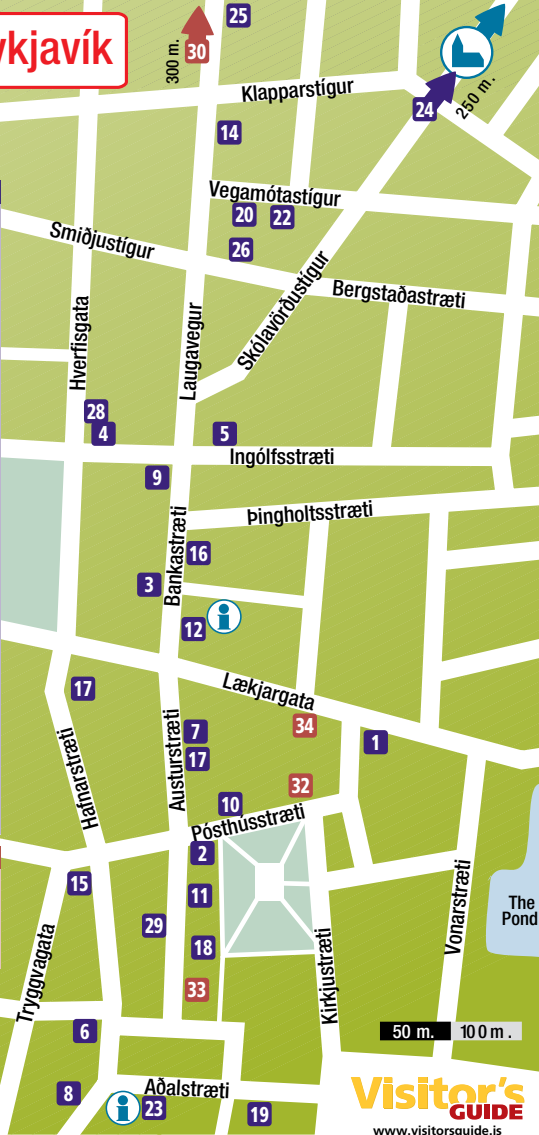 ykjavík
25
30
300 m.
Klapparstígur
24
250 m.
14
Vegamótastígur
20
22
26
Smiðjustígur
Skólavörðustígur
Bergstaðastræti
Hverfisgata
Laugavegur
28
4
5
Ingólfsstræti
9
Þingholtsstræti
Bankastræti
16
3
12
i
Lækjargata
17
34
1
7
17
Austurstræti
Hafnarstræti
32
10
Pósthússtræti
2
15
11
29
18
33
Tryggvagata
Kirkjustræti
Vonarstræti
The
Pond
6
50 m. 100 m.
8
i
23
Aðalstræti
19
Visitor's
GUIDE
www.visitorsguide.is